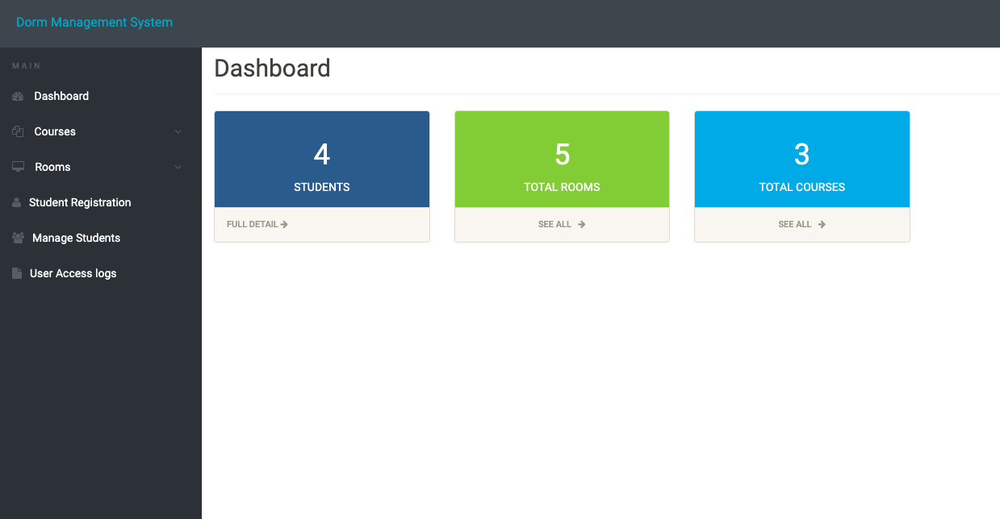 Dorm Management System
MAIN
Dashboard
Courses
Rooms
Student Registration
Manage Students
User Access logs
Dashboard
4
STUDENTS
FULL DETAIL
5
TOTAL ROOMS
SEE ALL
3
TOTAL COURSES
SEE ALL